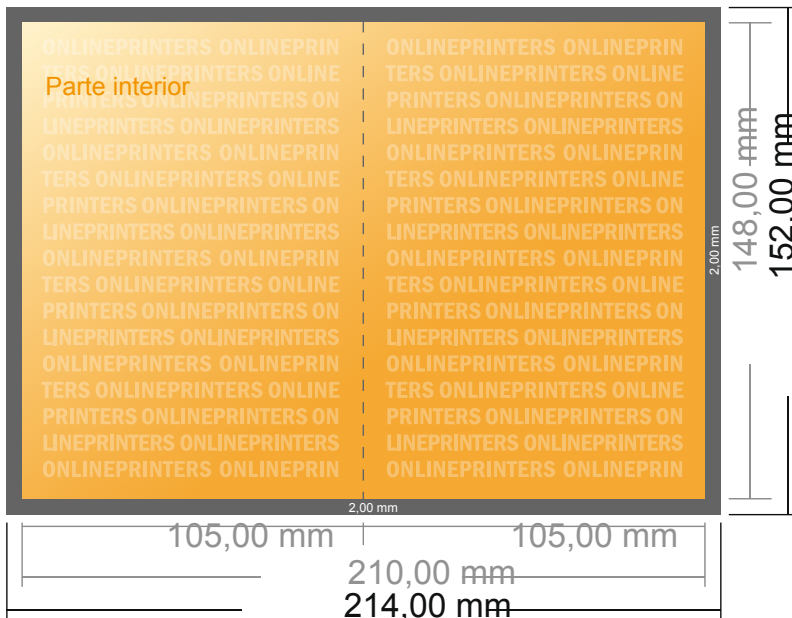 ONLINEPRINTERS ONLINEPRIN
TERS ONLINEPRINTERS ONLINE
PRINTERS ONLINEPRINTERS ON
LINEPRINTERS ONLINEPRINTERS
ONLINEPRINTERS ONLINEPRIN
TERS ONLINEPRINTERS ONLINE
PRINTERS ONLINEPRINTERS ON
LINEPRINTERS ONLINEPRINTERS
ONLINEPRINTERS ONLINEPRIN
TERS ONLINEPRINTERS ONLINE
PRINTERS ONLINEPRINTERS ON
LINEPRINTERS ONLINEPRINTERS
ONLINEPRINTERS ONLINEPRIN
TERS ONLINEPRINTERS ONLINE
PRINTERS ONLINEPRINTERS ON
LINEPRINTERS ONLINEPRINTERS
ONLINEPRINTERS ONLINEPRIN
Parte interior
ONLINEPRINTERS ONLINEPRIN
TERS ONLINEPRINTERS ONLINE
PRINTERS ONLINEPRINTERS ON
LINEPRINTERS ONLINEPRINTERS
ONLINEPRINTERS ONLINEPRIN
TERS ONLINEPRINTERS ONLINE
PRINTERS ONLINEPRINTERS ON
LINEPRINTERS ONLINEPRINTERS
ONLINEPRINTERS ONLINEPRIN
TERS ONLINEPRINTERS ONLINE
PRINTERS ONLINEPRINTERS ON
LINEPRINTERS ONLINEPRINTERS
ONLINEPRINTERS ONLINEPRIN
TERS ONLINEPRINTERS ONLINE
PRINTERS ONLINEPRINTERS ON
LINEPRINTERS ONLINEPRINTERS
ONLINEPRINTERS ONLINEPRIN
2,00 mm
148,00 mm
152,00 mm
2,00 mm
105,00 mm
105,00 mm
210,00 mm
214,00 mm